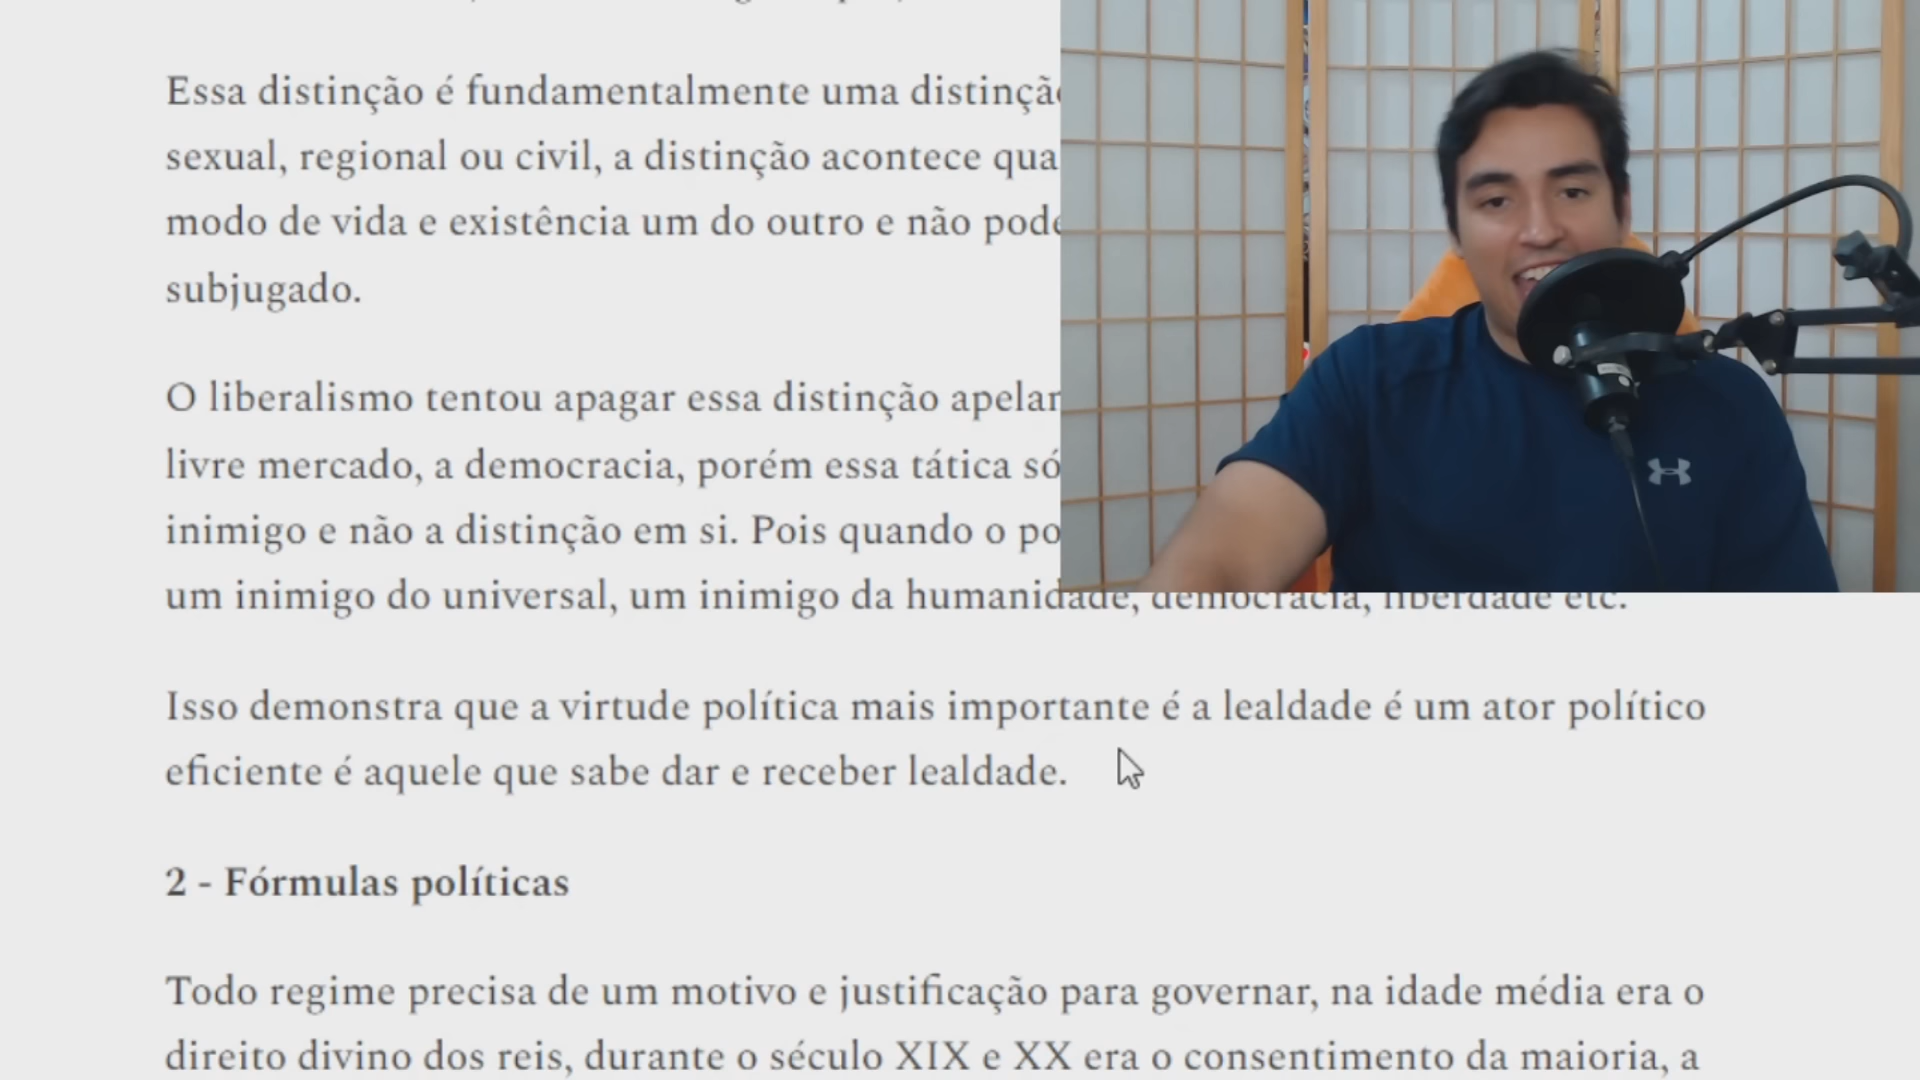 Essa distinção é fundamentalmente uma distinção
sexual, regional ou civil, a distinção acontece
modo de vida e existência um do outro e não
subjugado.
O liberalismo tentou apagar essa distinção
livre mercado, a democracia, porém essa tática só
inimigo e não a distinção em si. Pois quando o
um inimigo do universal, um inimigo da humanidade, democracia, liberdade etc.
Isso demonstra que a virtude política mais importante é a lealdade é um ator político
eficiente é aquele que sabe dar e receber lealdade.
2 - Fórmulas políticas
Todo regime precisa de um motivo e justificação para governar, na idade média era o
direito divino dos reis, durante o século XIX e XX era o consentimento da maioria, a